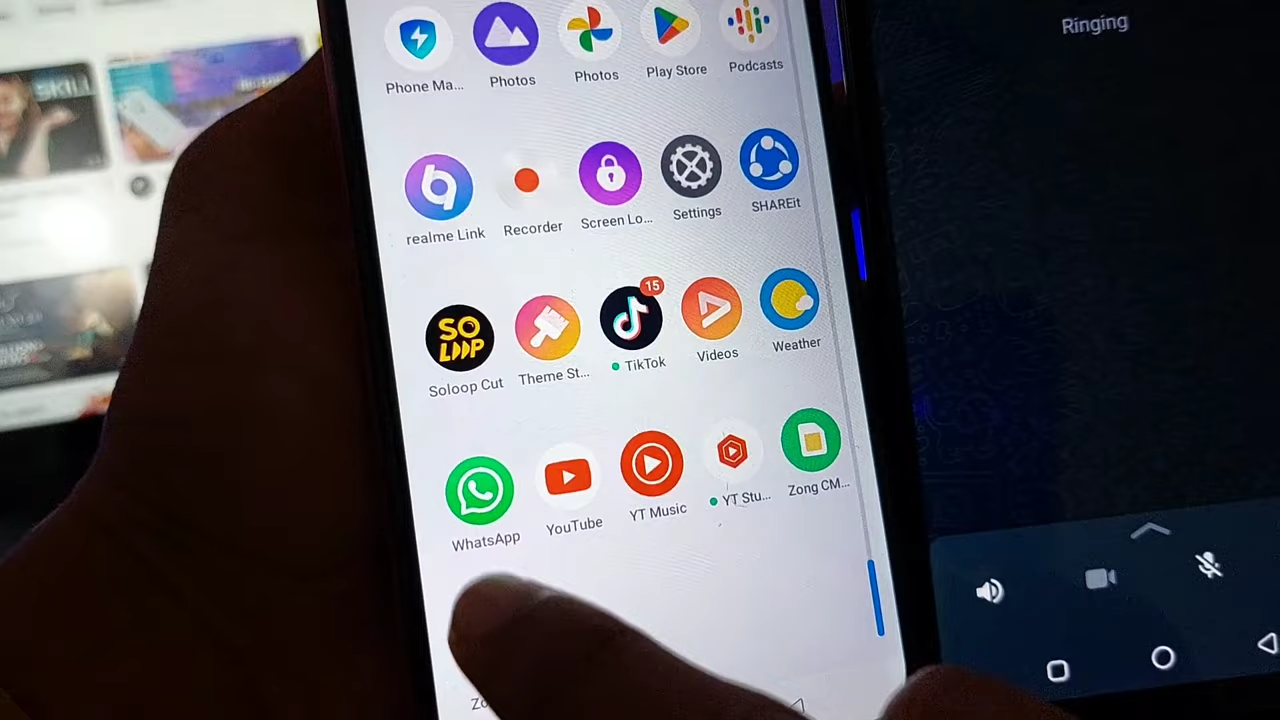 Ringing
Phone Ma...
Photos
Photos
Play Store
Podcasts
realme Link
Recorder
Screen Lo...
Settings
SHAREit
15
SO
LOOP
Soloop Cut
Theme St...
TikTok
Videos
Weather
WhatsApp
YouTube
YT Music
YT Stu...
Zong CM...